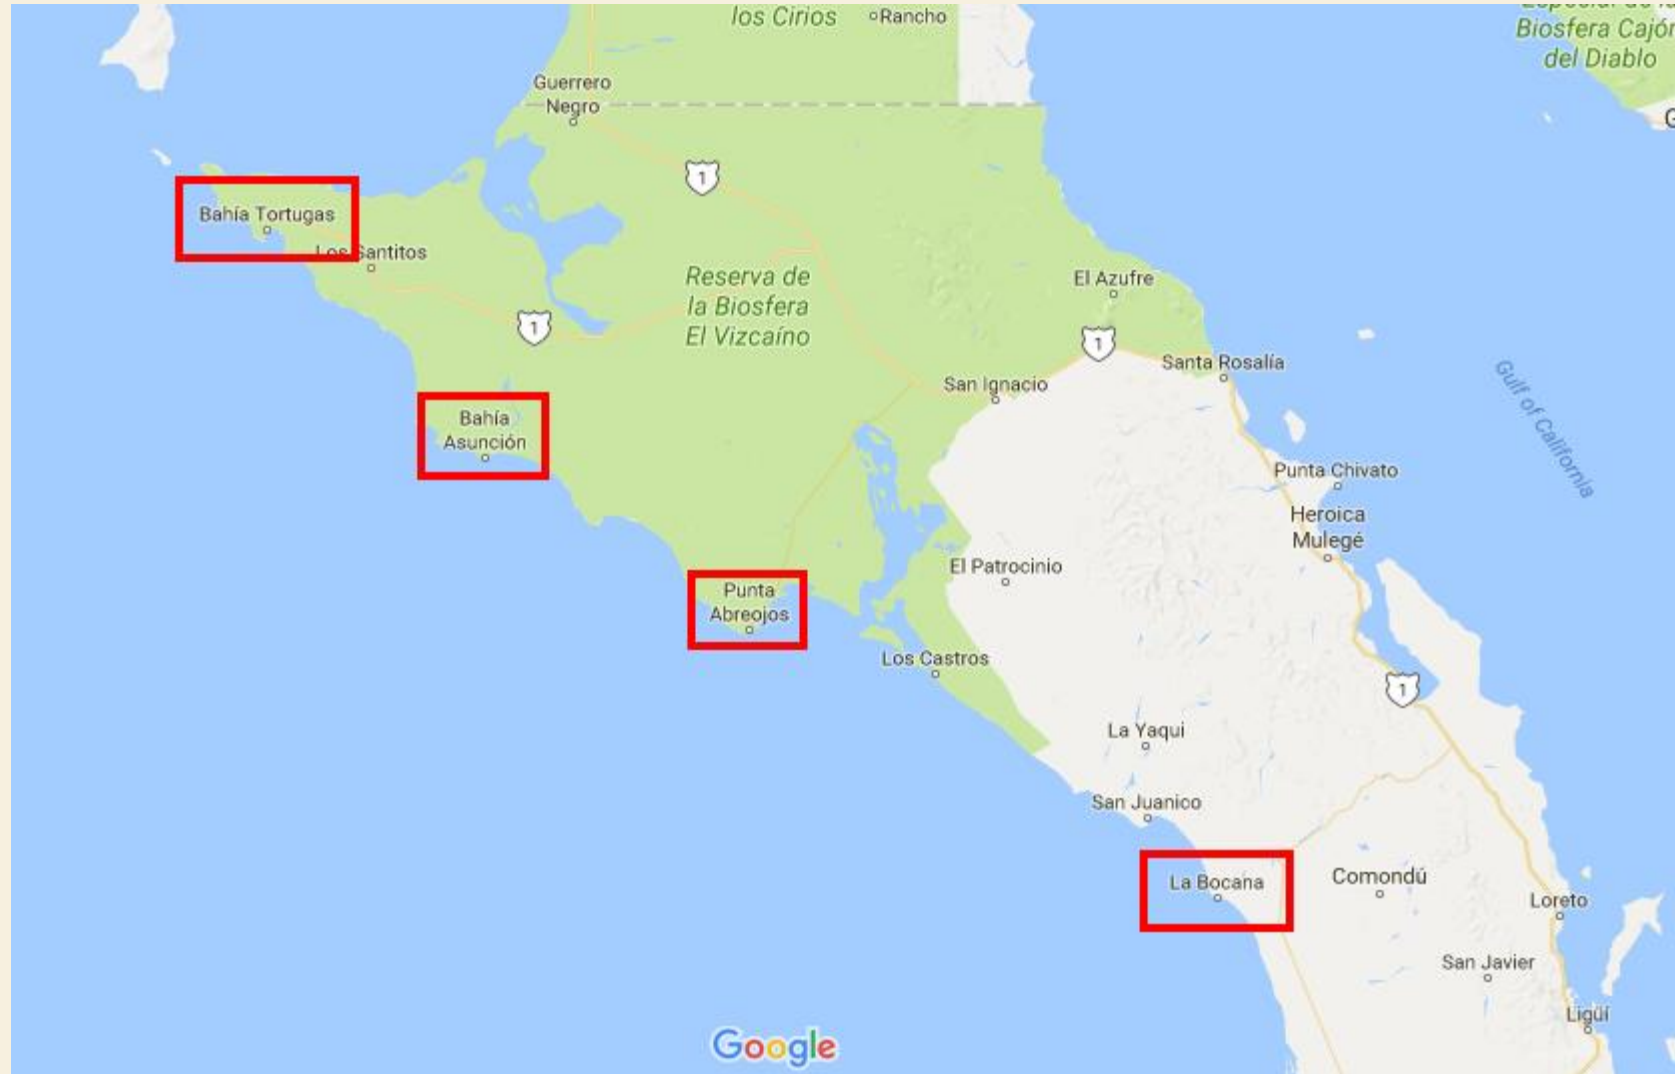 los Cirios
Rancho
Biosfera Cajón
del Diablo
Guerrero
Negro
1
Bahía Tortugas
Los Santitos
Reserva de
la Biosfera
El Vizcaíno
1
El Azufre
1
Santa Rosalía
San Ignacio
Gulf of California
Bahía
Asunción
Punta Chivato
Heroica
Mulegé
El Patrocinio
Punta
Abreojos
Los Castros
1
La Yaqui
San Juanico
La Bocana
Comondú
Loreto
San Javier
Ligüí
Google